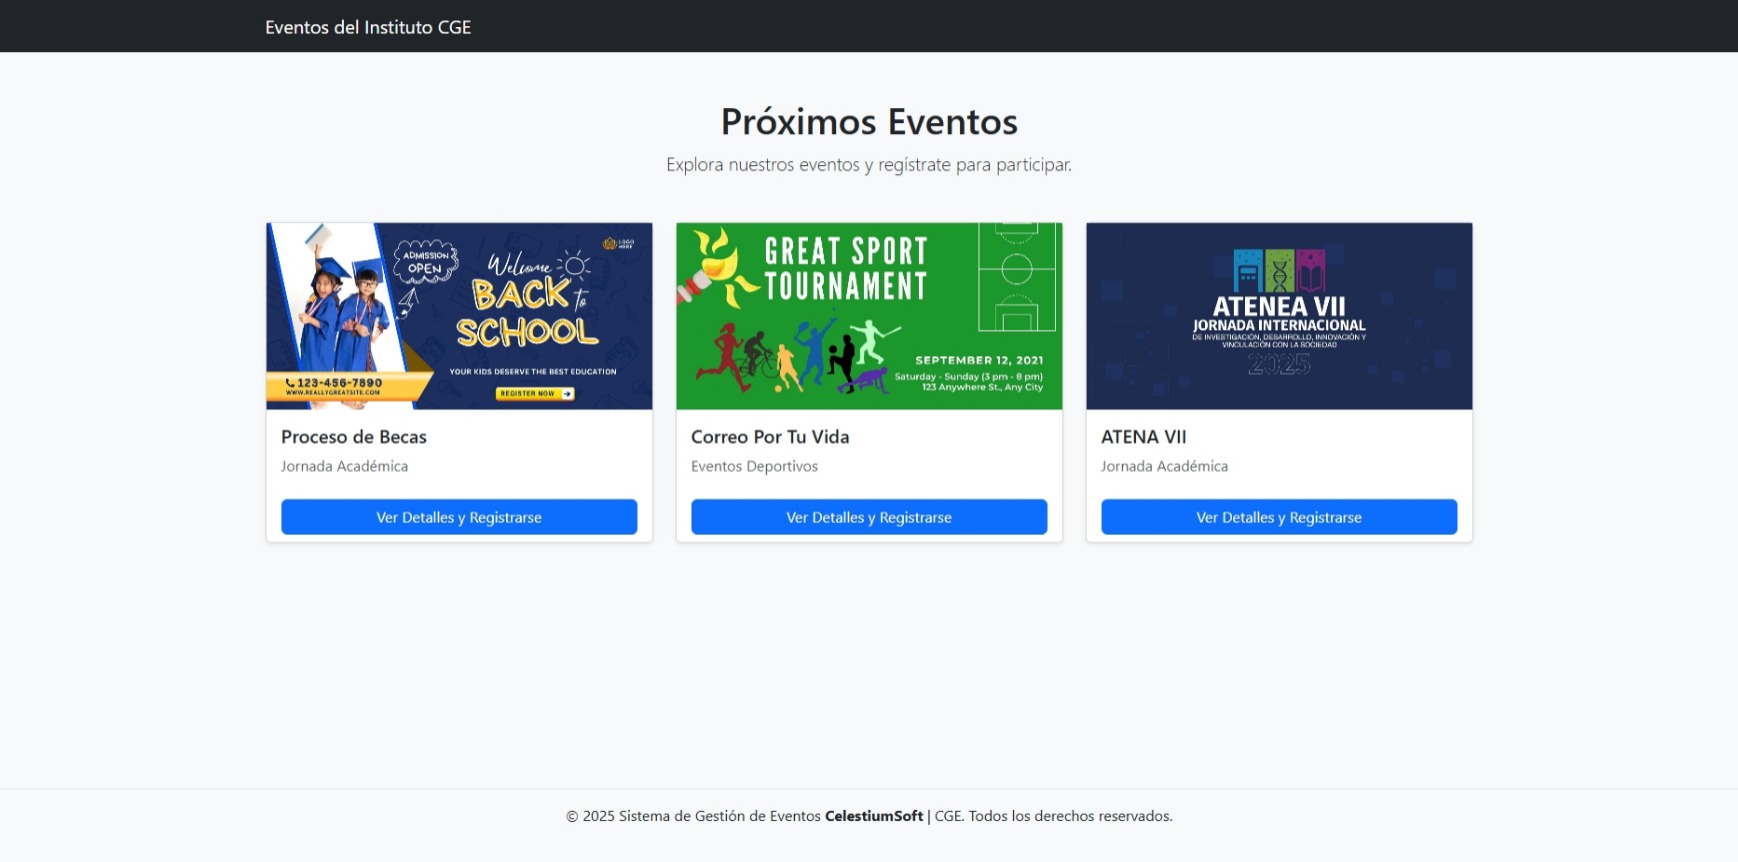 Eventos del Instituto CGE
Próximos Eventos
Explora nuestros eventos y regístrate para participar.
ADMISSION
OPEN
LOGO
HERE
Welcome
BACK to
SCHOOL
YOUR KIDS DESERVE THE BEST EDUCATION
123-456-7890
WWW.REALLYGREATSITE.COM
REGISTER NOW
Proceso de Becas
Jornada Académica
Ver Detalles y Registrarse
GREAT SPORT
TOURNAMENT
SEPTEMBER 12, 2021
Saturday - Sunday (3 pm - 8 pm)
123 Anywhere St., Any City
Correo Por Tu Vida
Eventos Deportivos
Ver Detalles y Registrarse
ATENEA VII
JORNADA INTERNACIONAL
DE INVESTIGACIÓN, DESARROLLO, INNOVACIÓN Y
VINCULACIÓN CON LA SOCIEDAD
2025
ATENA VII
Jornada Académica
Ver Detalles y Registrarse
© 2025 Sistema de Gestión de Eventos CelestiumSoft | CGE. Todos los derechos reservados.